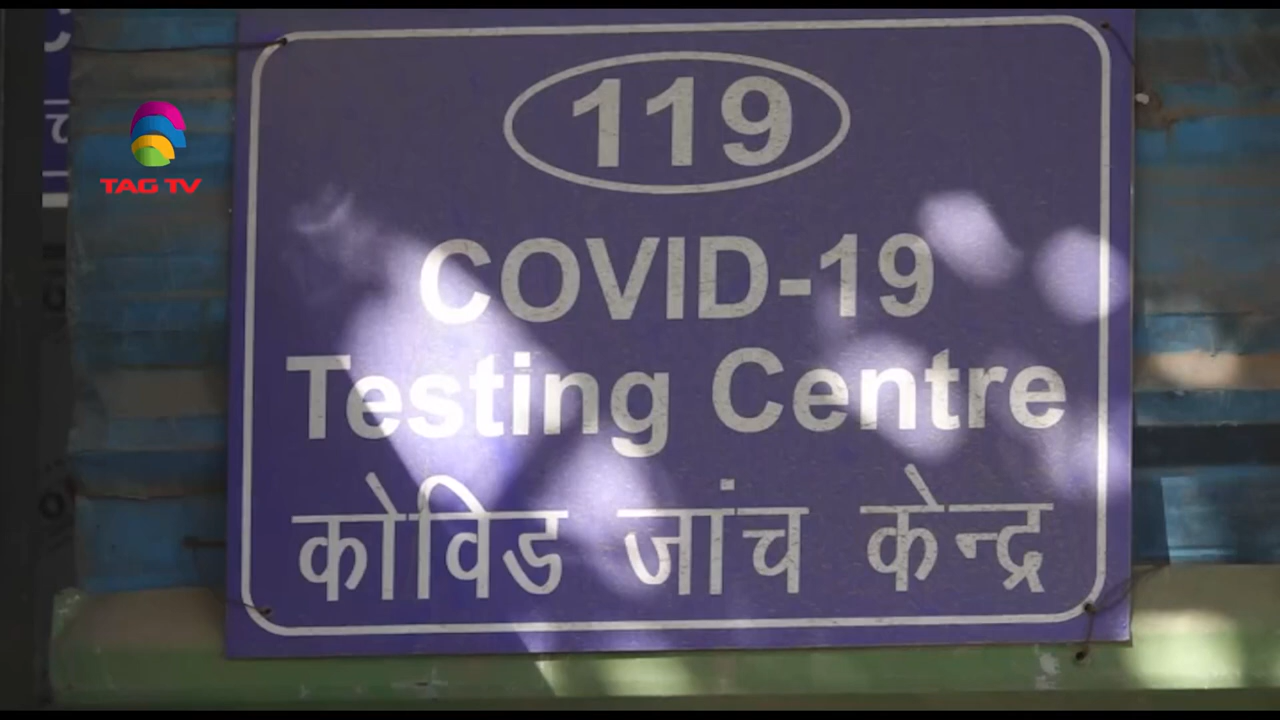 119
COVID-19
Testing Centre
कोविड जांच केन्द्र
TAG TV